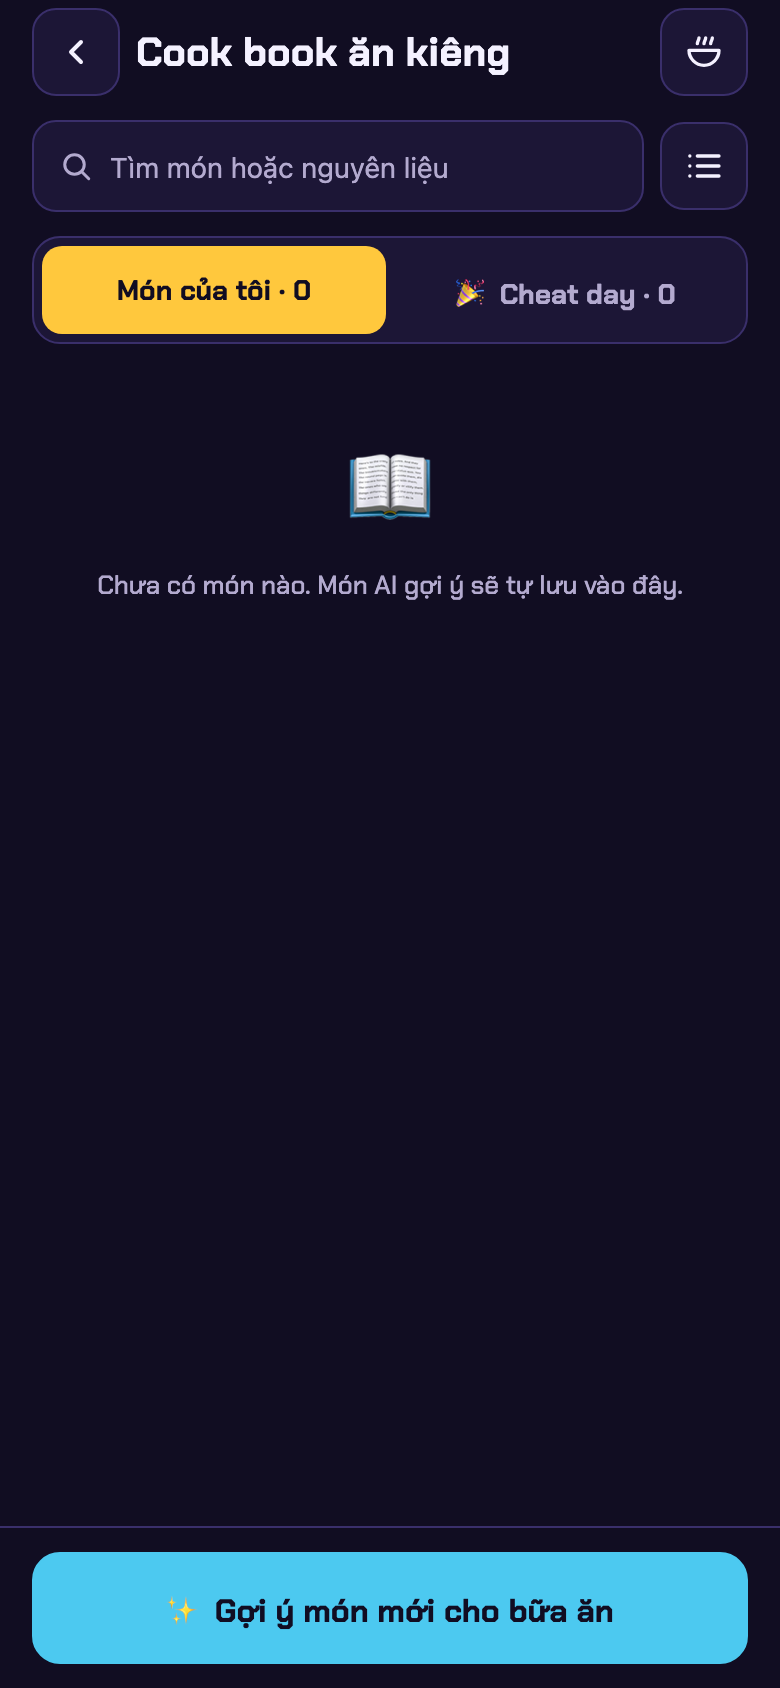 Cook book ăn kiêng
Tìm món hoặc nguyên liệu
Món của tôi · 0
Cheat day · 0
Chưa có món nào. Món AI gợi ý sẽ tự lưu vào đây.
Gợi ý món mới cho bữa ăn